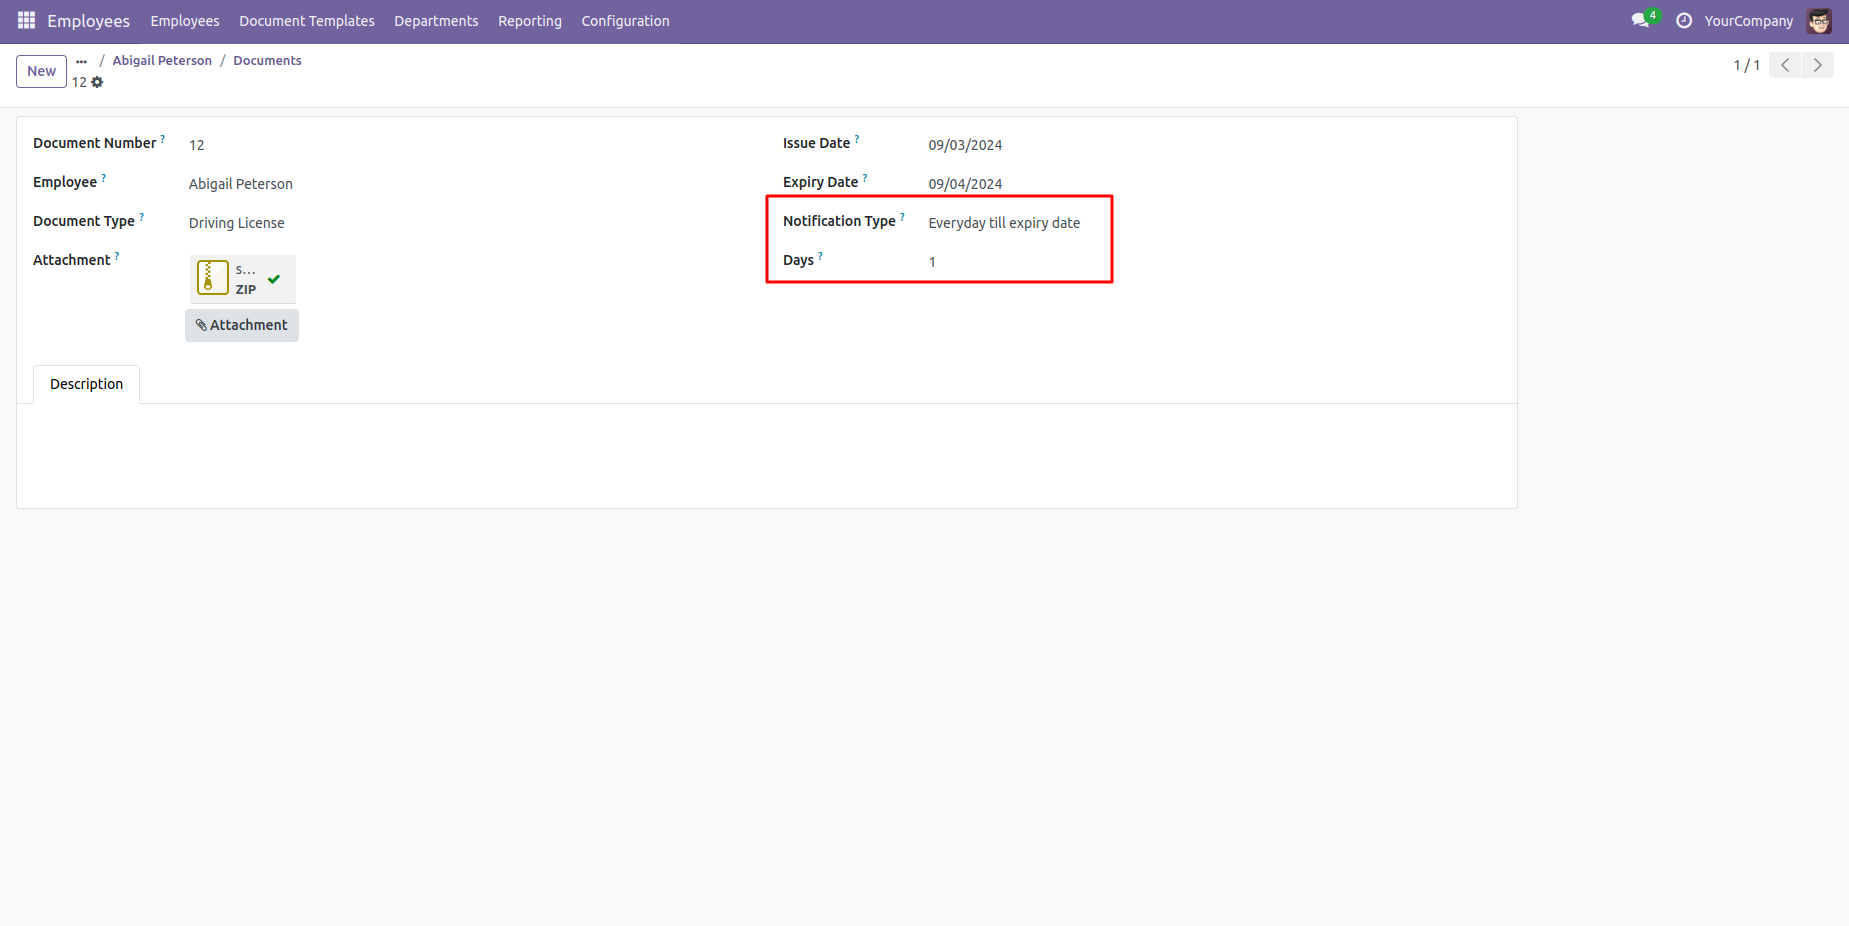 Employees Employees Document Templates Departments Reporting Configuration 4 YourCompany
New ... / Abigail Peterson / Documents 1 / 1
12
Document Number ? 12 Issue Date ? 09/03/2024
Employee ? Abigail Peterson Expiry Date ? 09/04/2024
Document Type ? Driving License Notification Type ? Everyday till expiry date
Attachment ? s... Days ? 1
ZIP
Attachment
Description